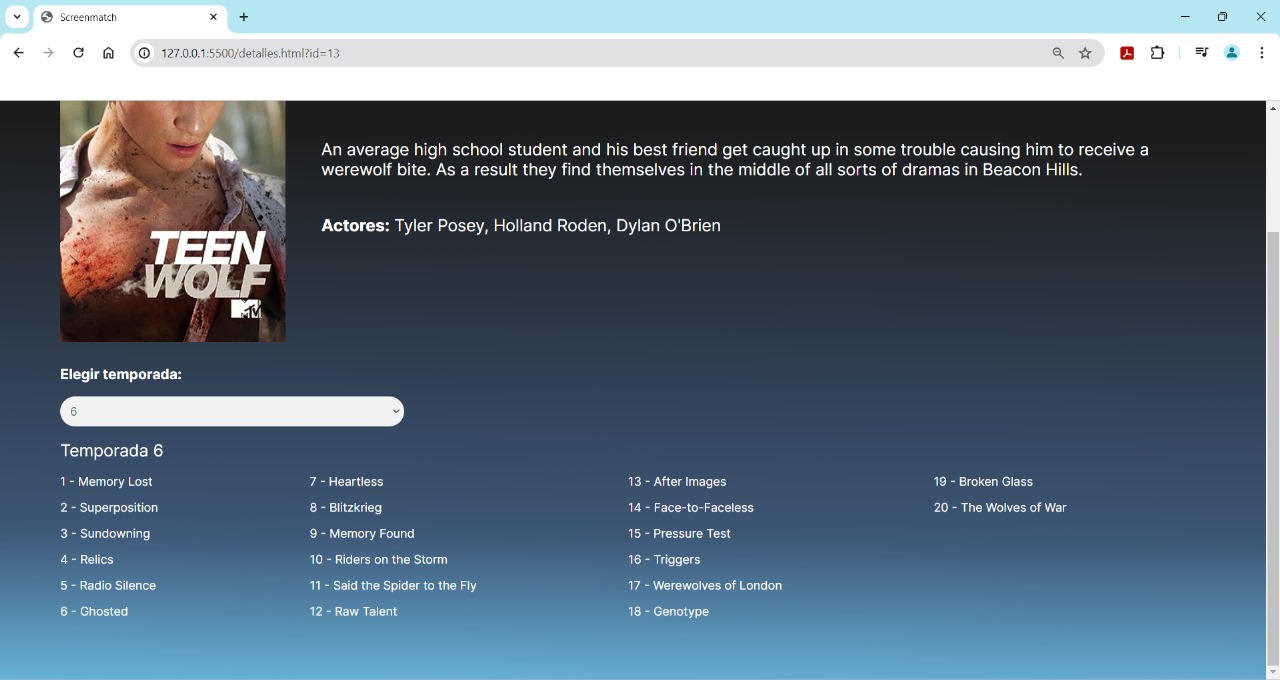 Screenmatch
127.0.0.1:5500/detalles.html?id=13
TEEN
WOLF
MTV
An average high school student and his best friend get caught up in some trouble causing him to receive a
werewolf bite. As a result they find themselves in the middle of all sorts of dramas in Beacon Hills.
Actores: Tyler Posey, Holland Roden, Dylan O'Brien
Elegir temporada:
6
Temporada 6
1 - Memory Lost
2 - Superposition
3 - Sundowning
4 - Relics
5 - Radio Silence
6 - Ghosted
7 - Heartless
8 - Blitzkrieg
9 - Memory Found
10 - Riders on the Storm
11 - Said the Spider to the Fly
12 - Raw Talent
13 - After Images
14 - Face-to-Faceless
15 - Pressure Test
16 - Triggers
17 - Werewolves of London
18 - Genotype
19 - Broken Glass
20 - The Wolves of War